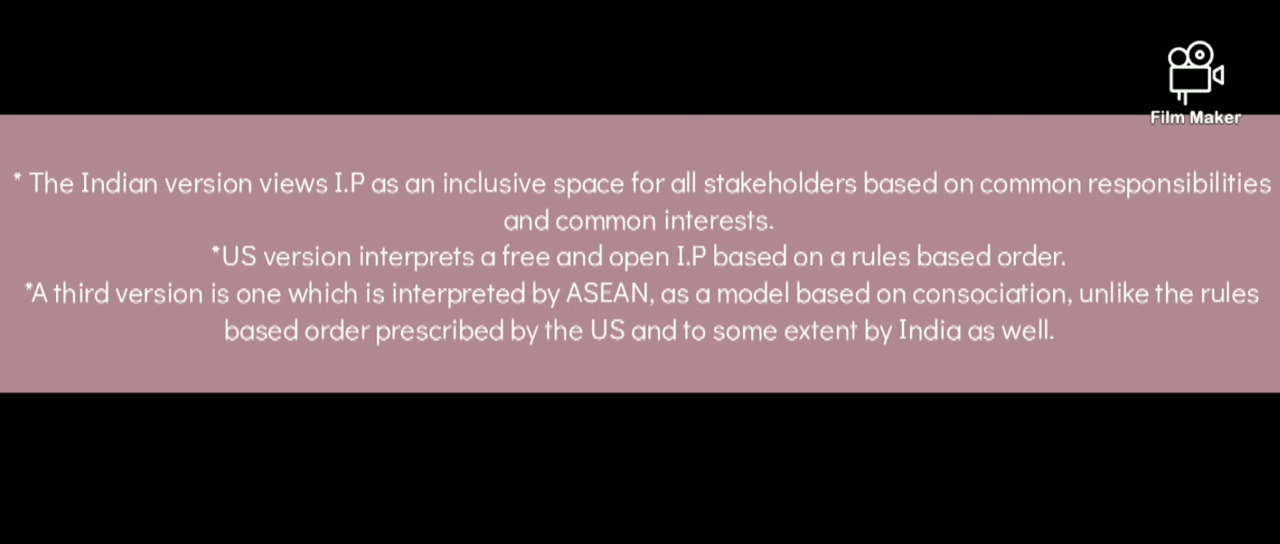 Film Maker
* The Indian version views I.P as an inclusive space for all stakeholders based on common responsibilities
and common interests.
*US version interprets a free and open I.P based on a rules based order.
*A third version is one which is interpreted by ASEAN, as a model based on consociation, unlike the rules
based order prescribed by the US and to some extent by India as well.